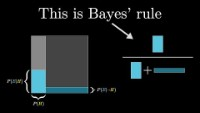 This is Bayes' rule
P(E|H)
P(E|¬H)
P(H)